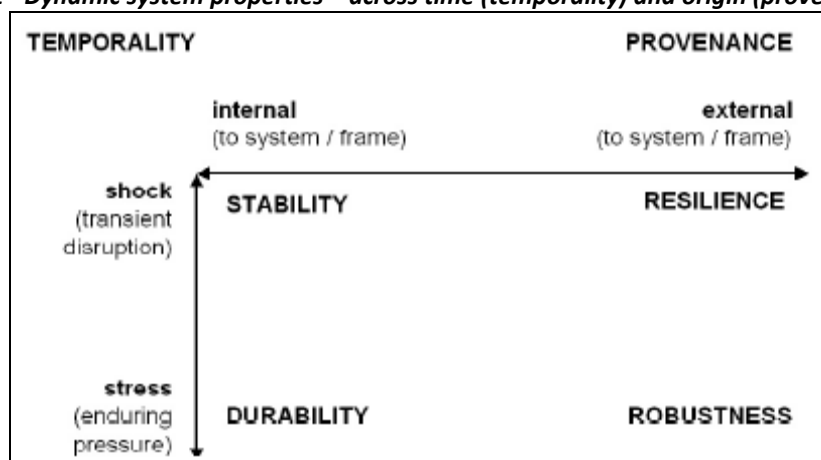 Dynamic system properties – across time (temporality) and origin (prove
TEMPORALITY PROVENANCE
internal external
(to system / frame) (to system / frame)
shock STABILITY RESILIENCE
(transient
disruption)
stress
(enduring DURABILITY ROBUSTNESS
pressure)